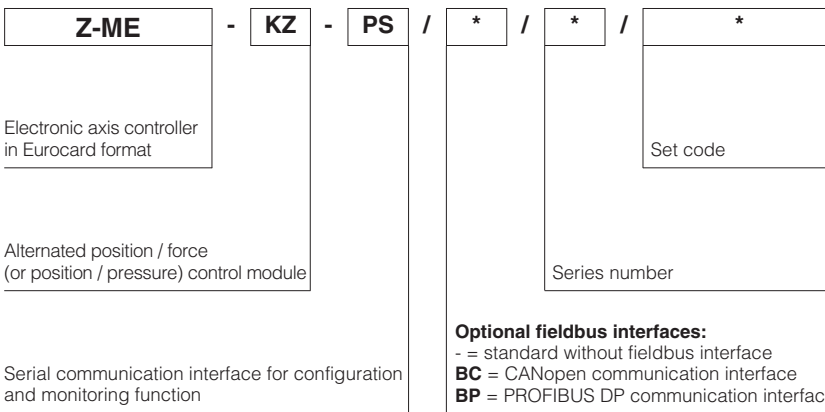 Z-ME - KZ - PS / * / * / *
Electronic axis controller
in Eurocard format
Set code
Alternated position / force
(or position / pressure) control module
Series number
Optional fieldbus interfaces:
- = standard without fieldbus interface
BC = CANopen communication interface
BP = PROFIBUS DP communication interfac
Serial communication interface for configuration
and monitoring function